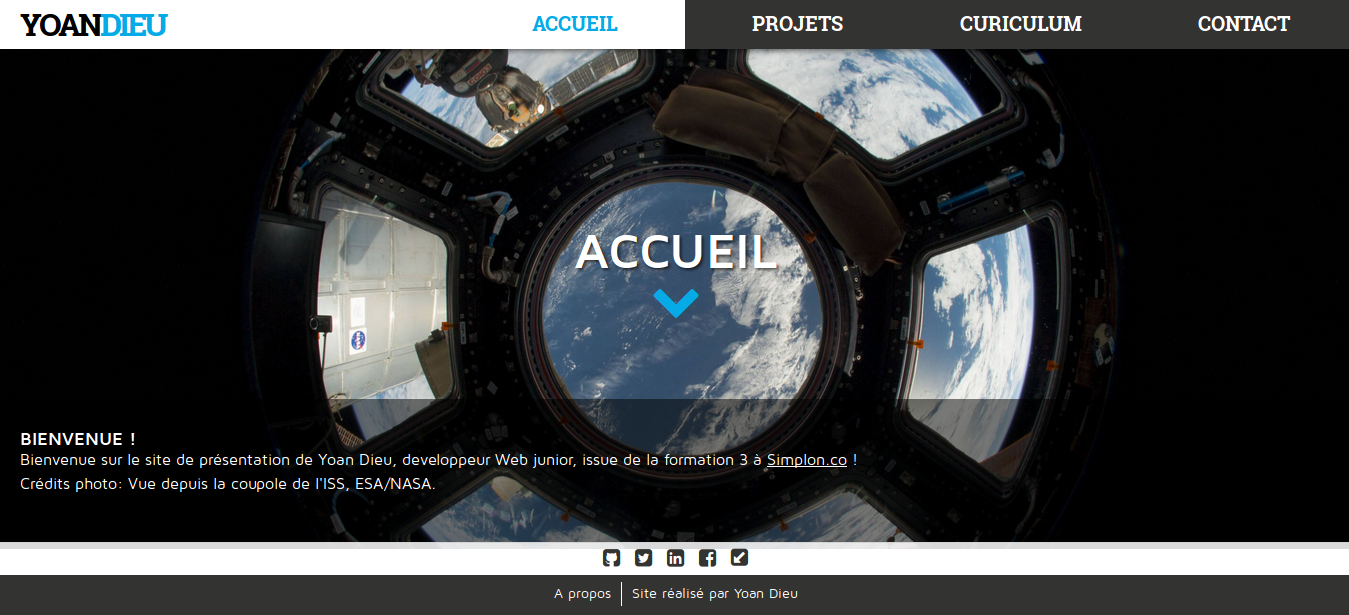 YOANDIEU ACCUEIL PROJETS CURICULUM CONTACT
ACCUEIL
BIENVENUE !
Bienvenue sur le site de présentation de Yoan Dieu, developpeur Web junior, issue de la formation 3 à Simplon.co !
Crédits photo: Vue depuis la coupole de l'ISS, ESA/NASA.
A propos Site réalisé par Yoan Dieu